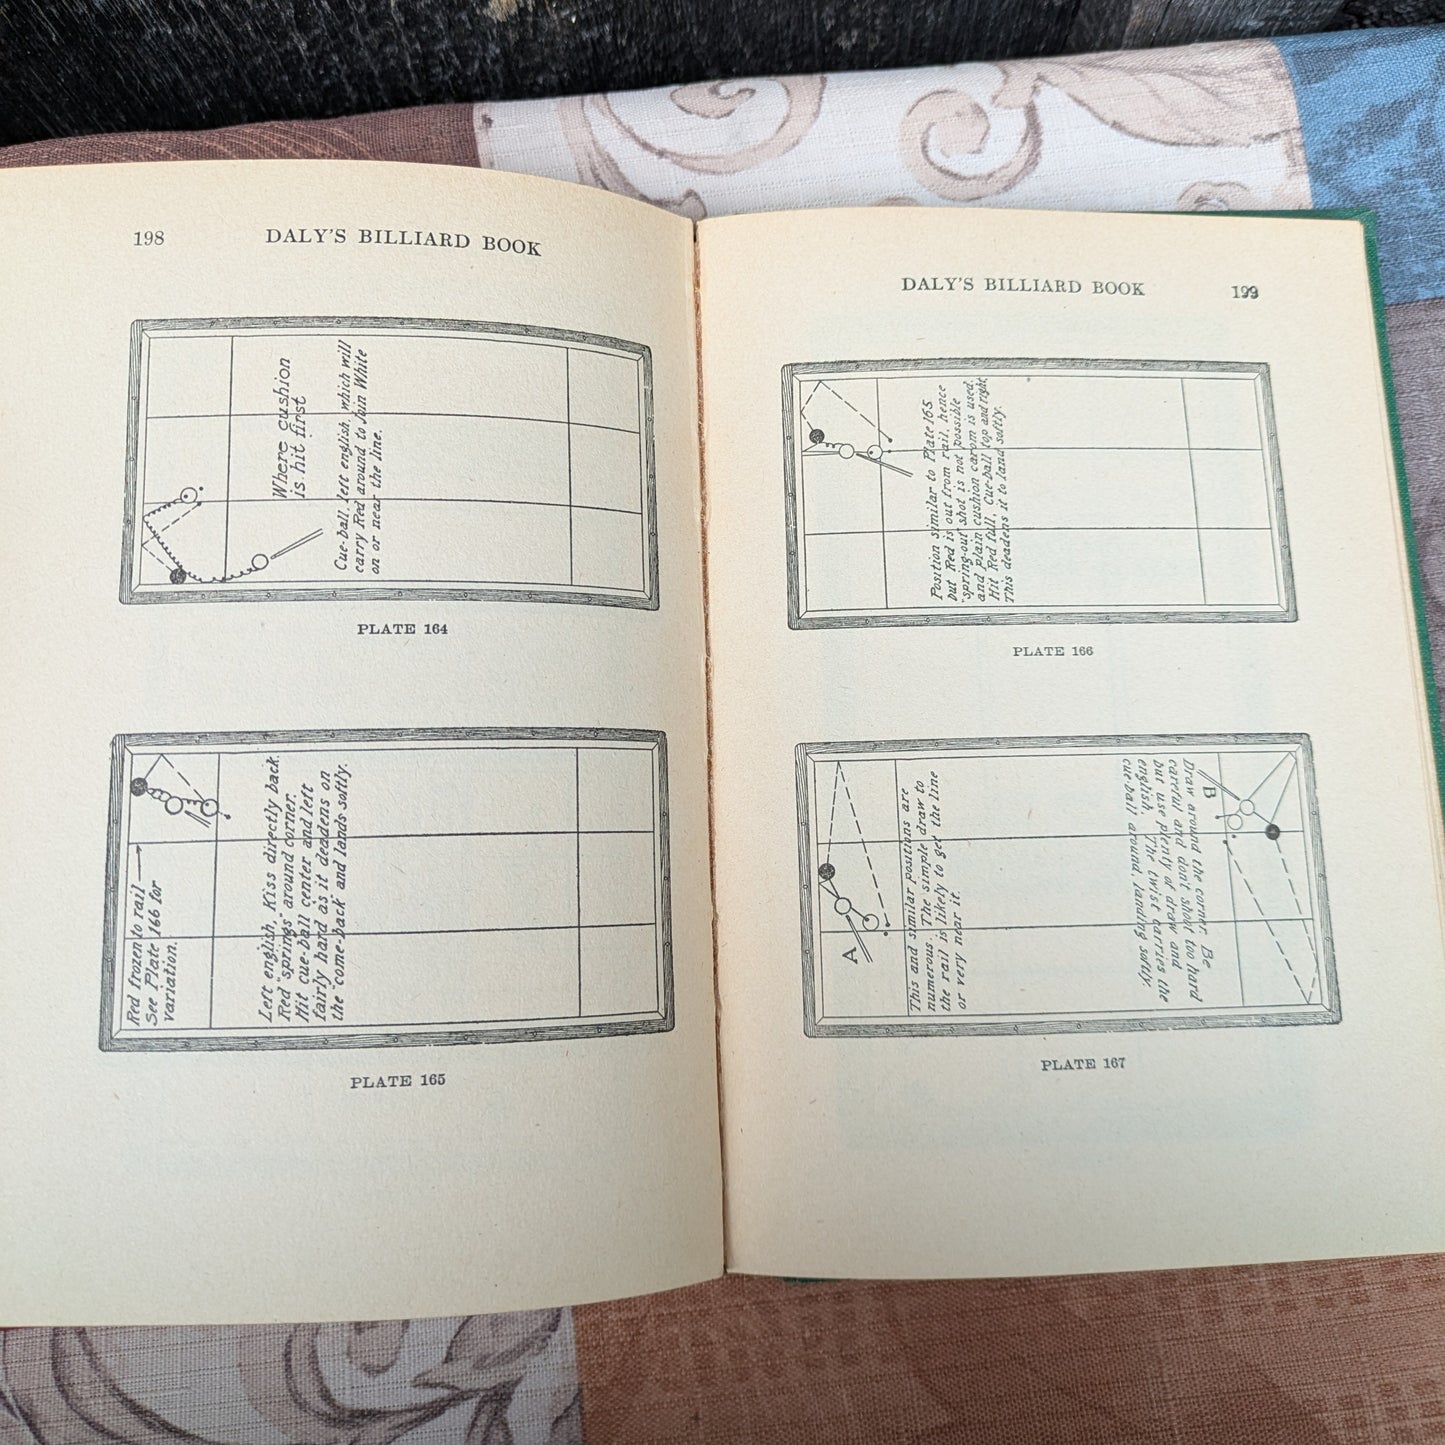 198
DALY'S BILLIARD BOOK
Where cushion
is hit first
Cue-ball, left english, which will
carry Red around to Join White
on or near the line.
PLATE 164
Red frozen to rail
See Plate 166 for
variation.
Left english, Kiss directly back.
Red "springs" around corner.
Hit cue-ball center and left
fairly hard as it deadens on
the "come-back" and lands softly.
PLATE 165
DALY'S BILLIARD BOOK
199
Position similar to Plate 165
but Red is out from rail, hence
"spring-out" shot is not possible
and plain cushion carom is used.
Hit Red full, Cue-ball top and right
This deadens it to land softly.
PLATE 166
A
This and similar positions are
numerous. The simple draw to
the rail is likely to get the line
or very near it.
B
Draw around the corner. Be
careful and don't shoot too hard
but use plenty of draw and
english. The twist carries the
cue-ball around, landing softly.
PLATE 167